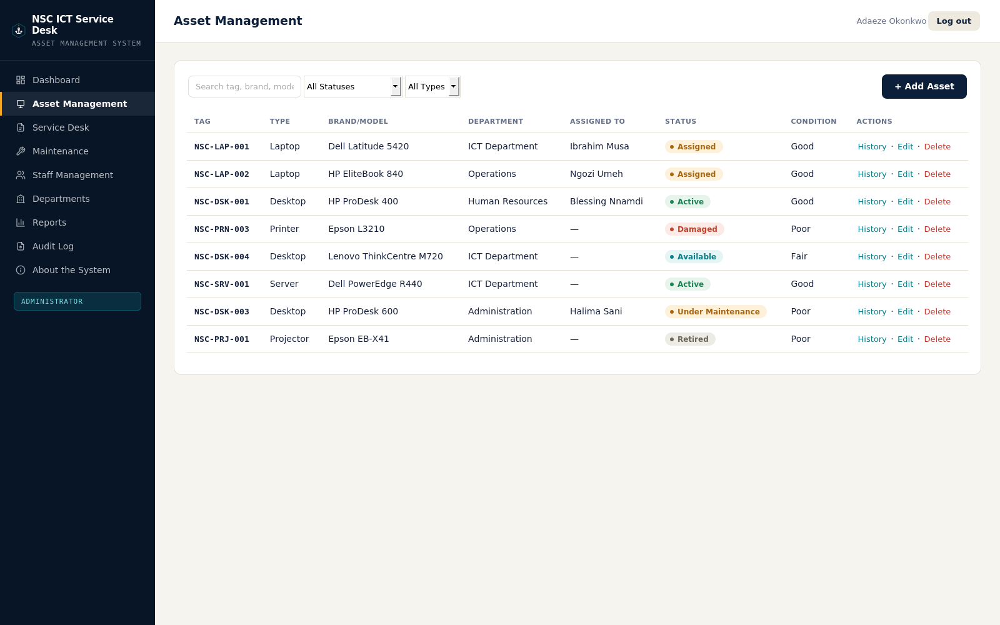 NSC ICT Service
Desk
ASSET MANAGEMENT SYSTEM
Dashboard
Asset Management
Service Desk
Maintenance
Staff Management
Departments
Reports
Audit Log
About the System
ADMINISTRATOR
Asset Management
Adaeze Okonkwo Log out
Search tag, brand, mode All Statuses All Types + Add Asset
TAG TYPE BRAND/MODEL DEPARTMENT ASSIGNED TO STATUS CONDITION ACTIONS
NSC-LAP-001 Laptop Dell Latitude 5420 ICT Department Ibrahim Musa Assigned Good History · Edit · Delete
NSC-LAP-002 Laptop HP EliteBook 840 Operations Ngozi Umeh Assigned Good History · Edit · Delete
NSC-DSK-001 Desktop HP ProDesk 400 Human Resources Blessing Nnamdi Active Good History · Edit · Delete
NSC-PRN-003 Printer Epson L3210 Operations — Damaged Poor History · Edit · Delete
NSC-DSK-004 Desktop Lenovo ThinkCentre M720 ICT Department — Available Fair History · Edit · Delete
NSC-SRV-001 Server Dell PowerEdge R440 ICT Department — Active Good History · Edit · Delete
NSC-DSK-003 Desktop HP ProDesk 600 Administration Halima Sani Under Maintenance Poor History · Edit · Delete
NSC-PRJ-001 Projector Epson EB-X41 Administration — Retired Poor History · Edit · Delete